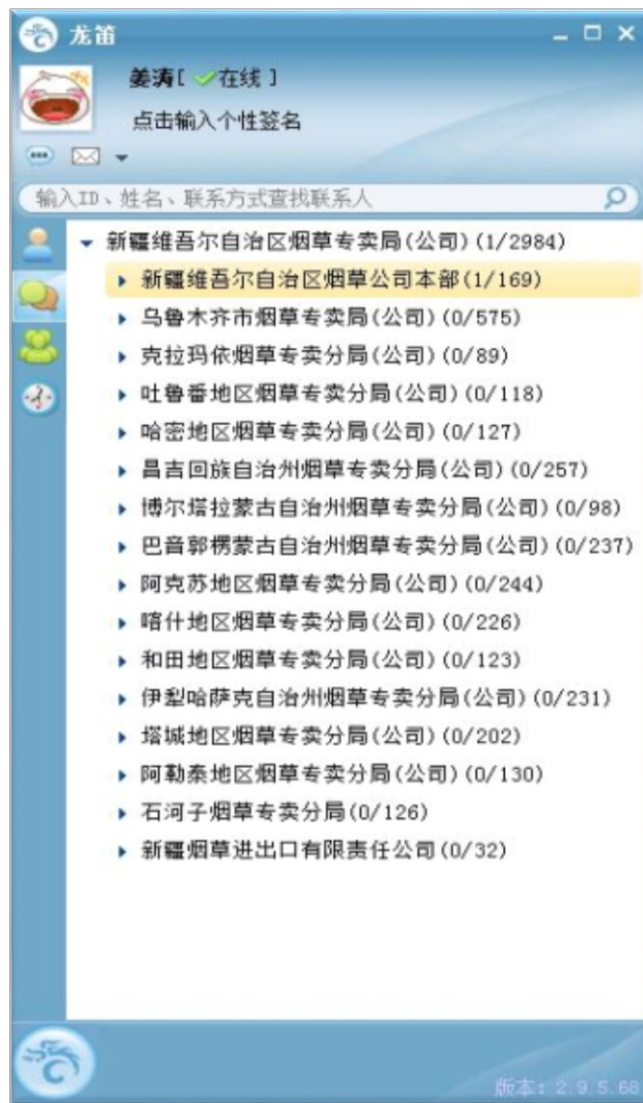 龙笛
姜涛[ 在线 ]
点击输入个性签名
输入ID、姓名、联系方式查找联系人
新疆维吾尔自治区烟草专卖局(公司)(1/2984)
新疆维吾尔自治区烟草公司本部(1/169)
乌鲁木齐市烟草专卖局(公司)(0/575)
克拉玛依烟草专卖分局(公司)(0/89)
吐鲁番地区烟草专卖分局(公司)(0/118)
哈密地区烟草专卖分局(公司)(0/127)
昌吉回族自治州烟草专卖分局(公司)(0/257)
博尔塔拉蒙古自治州烟草专卖分局(公司)(0/98)
巴音郭楞蒙古自治州烟草专卖分局(公司)(0/237)
阿克苏地区烟草专卖分局(公司)(0/244)
喀什地区烟草专卖分局(公司)(0/226)
和田地区烟草专卖分局(公司)(0/123)
伊犁哈萨克自治州烟草专卖分局(公司)(0/231)
塔城地区烟草专卖分局(公司)(0/202)
阿勒泰地区烟草专卖分局(公司)(0/130)
石河子烟草专卖分局(0/126)
新疆烟草进出口有限责任公司(0/32)
版本: 2.9.5.68